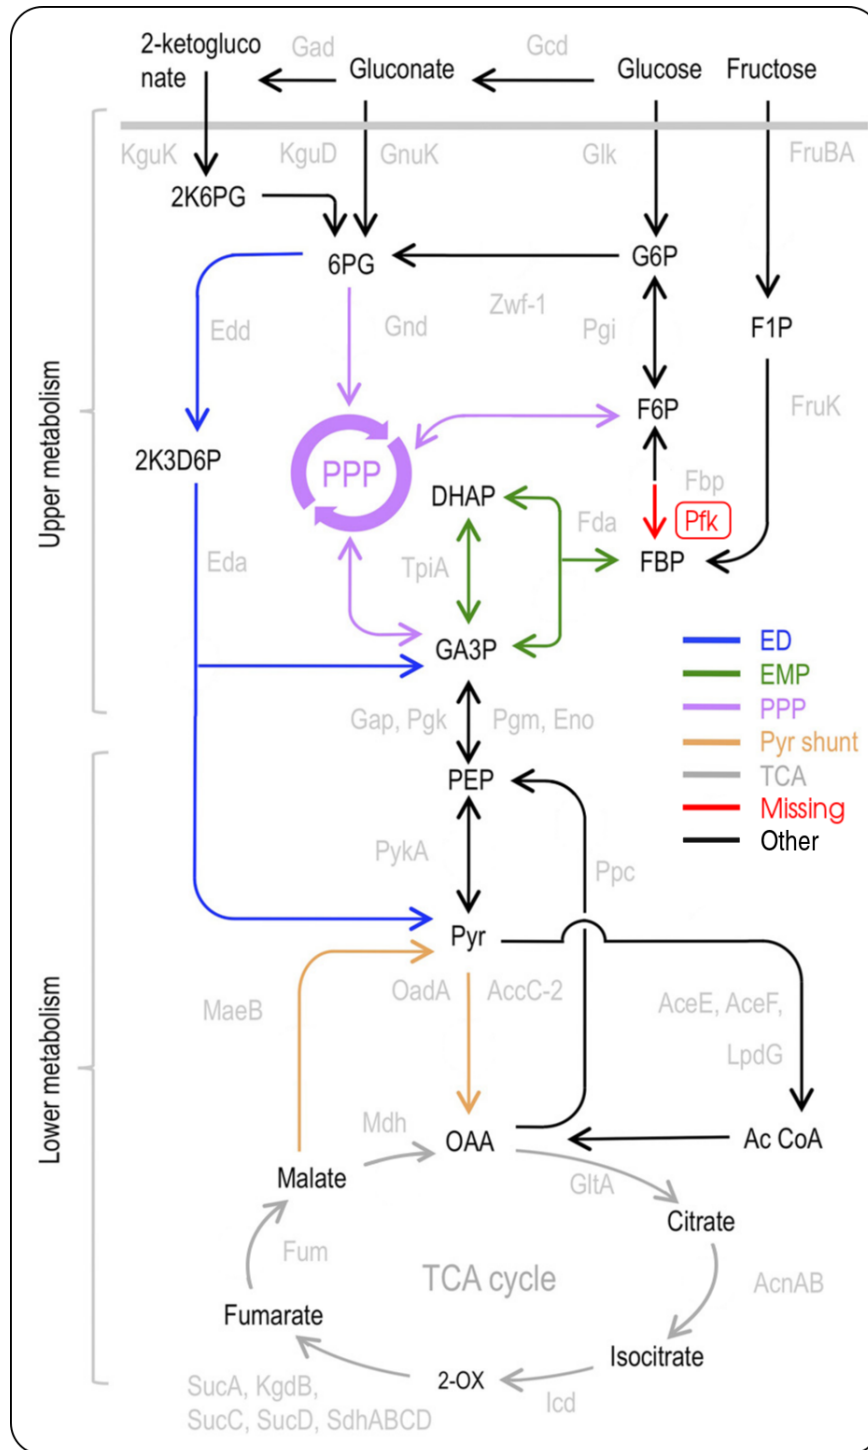 2-ketogluco
nate
Gad
Gluconate
Gcd
Glucose
Fructose
KguK
KguD
GnuK
Glk
FruBA
2K6PG
6PG
G6P
Zwf-1
Edd
Gnd
Pgi
F1P
F6P
FruK
2K3D6P
PPP
DHAP
Fbp
Pfk
Fda
FBP
Eda
TpiA
GA3P
Upper metabolism
ED
EMP
PPP
Pyr shunt
TCA
Missing
Other
Gap, Pgk
Pgm, Eno
PEP
PykA
Ppc
Pyr
MaeB
OadA
AccC-2
AceE, AceF,
LpdG
Lower metabolism
Mdh
OAA
Ac CoA
Malate
GltA
Citrate
Fum
TCA cycle
AcnAB
Fumarate
Isocitrate
2-OX
Icd
SucA, KgdB,
SucC, SucD, SdhABCD